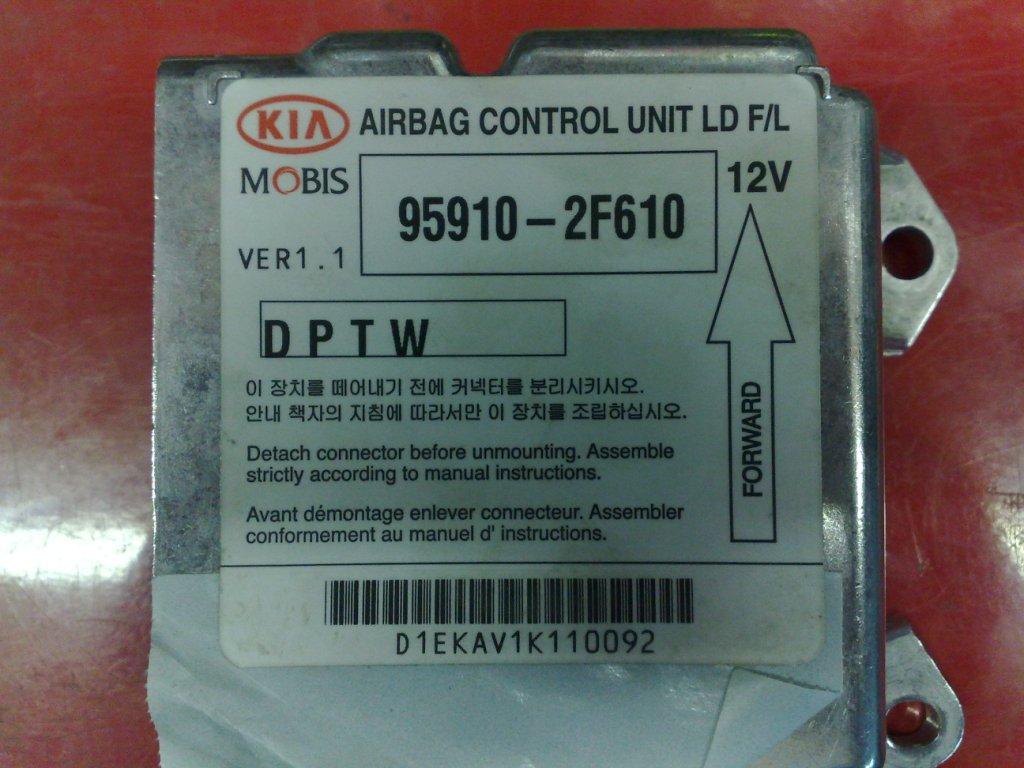 KIA AIRBAG CONTROL UNIT LD F/L
MOBIS
95910-2F610
12V
VER1.1
DPTW
이 장치를 떼어내기 전에 커넥터를 분리시키시오.
안내 책자의 지침에 따라서만 이 장치를 조립하십시오.
Detach connector before unmounting. Assemble
strictly according to manual instructions.
Avant démontage enlever connecteur. Assembler
conformement au manuel d' instructions.
FORWARD
D1EKAV1K110092